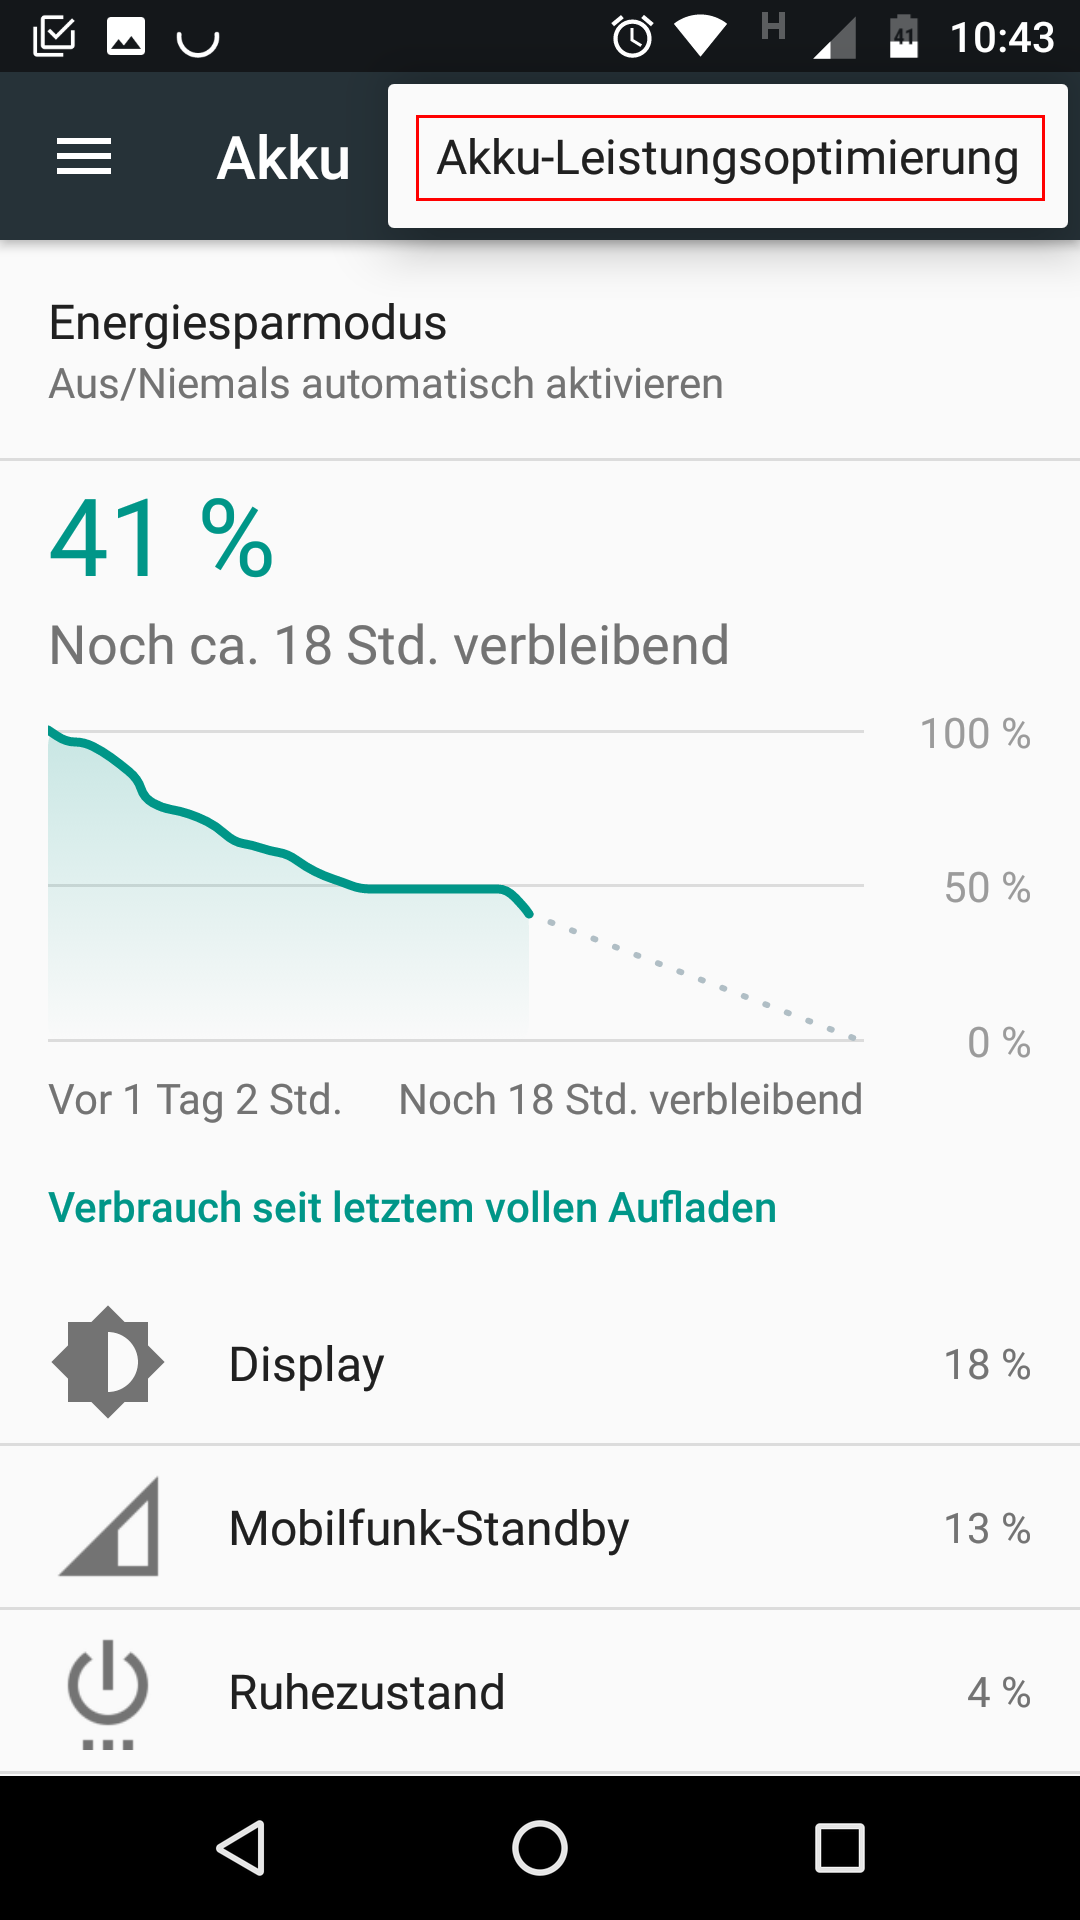 H 41 10:43
Akku Akku-Leistungsoptimierung
Energiesparmodus
Aus/Niemals automatisch aktivieren
41 %
Noch ca. 18 Std. verbleibend
100 %
50 %
0 %
Vor 1 Tag 2 Std. Noch 18 Std. verbleibend
Verbrauch seit letztem vollen Aufladen
Display 18 %
Mobilfunk-Standby 13 %
Ruhezustand 4 %